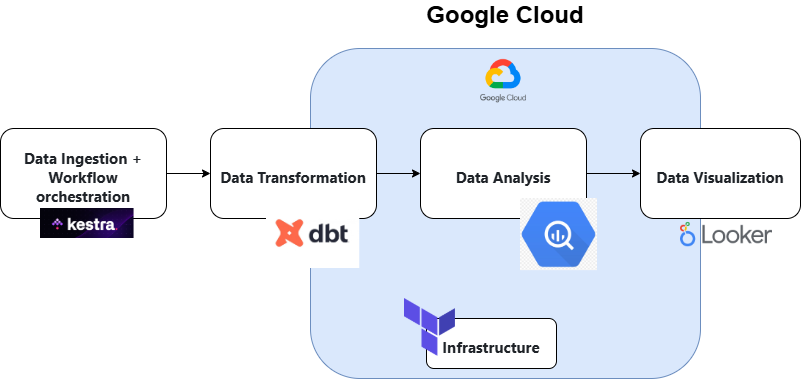 Google Cloud
Google Cloud
Data Ingestion +
Workflow
orchestration
kestra
Data Transformation
dbt
Data Analysis
Data Visualization
Looker
Infrastructure